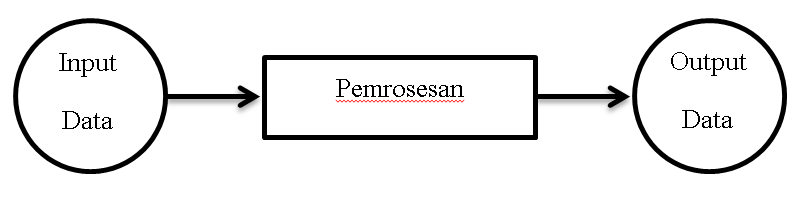 Input
Data
Pemrosesan
Output
Data